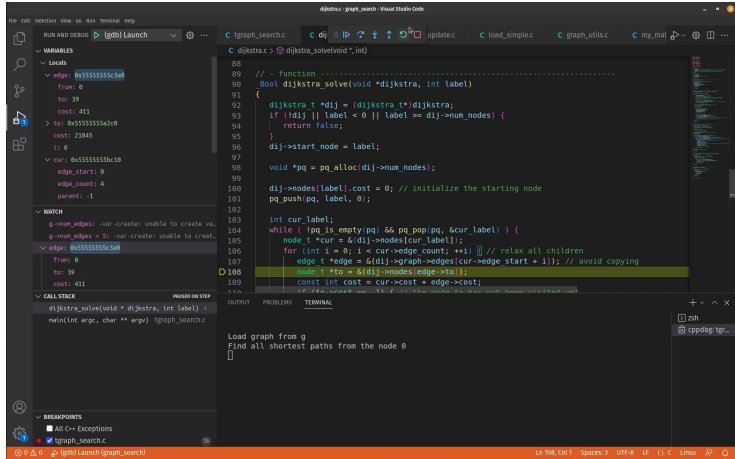 dijkstra.c - graph_search - Visual Studio Code
File Edit Selection View Go Run Terminal Help
RUN AND DEBUG (gdb) Launch
tgraph_search.c
update.c
C load_simple.c
C graph_utils.c
C my_mal
C dijkstra.c > dijkstra_solve(void *, int)
VARIABLES
Locals
edge: 0x55555555c3a0
from: 0
to: 39
cost: 411
to: 0x55555555a2c0
cost: 21845
i: 0
cur: 0x55555555bc10
edge_start: 0
edge_count: 4
parent: -1
WATCH
g->num_edges: -var-create: unable to create va…
g->num_edges > 5: -var-create: unable to creat…
edge: 0x55555555c3a0
from: 0
to: 39
cost: 411
CALL STACK PAUSED ON STEP
dijkstra_solve(void * dijkstra, int label)
main(int argc, char ** argv) tgraph_search.c
BREAKPOINTS
All C++ Exceptions
tgraph_search.c 16
88
89 // - function ----------------------------------------------------------------
90 _Bool dijkstra_solve(void *dijkstra, int label)
91 {
92 dijkstra_t *dij = (dijkstra_t*)dijkstra;
93 if (!dij || label < 0 || label >= dij->num_nodes) {
94 return false;
95 }
96 dij->start_node = label;
97
98 void *pq = pq_alloc(dij->num_nodes);
99
100 dij->nodes[label].cost = 0; // initialize the starting node
101 pq_push(pq, label, 0);
102
103 int cur_label;
104 while ( !pq_is_empty(pq) && pq_pop(pq, &cur_label) ) {
105 node_t *cur = &(dij->nodes[cur_label]);
106 for (int i = 0; i < cur->edge_count; ++i) { // relax all children
107 edge_t *edge = &(dij->graph->edges[cur->edge_start + i]); // avoid copying
108 node_t *to = &(dij->nodes[edge->to]);
109 const int cost = cur->cost + edge->cost;
OUTPUT PROBLEMS TERMINAL
Load graph from g
Find all shortest paths from the node 0
zsh
cppdbg: tgr…
0 0 (gdb) Launch (graph_search)
Ln 108, Col 1 Spaces: 3 UTF-8 LF {} C Linux